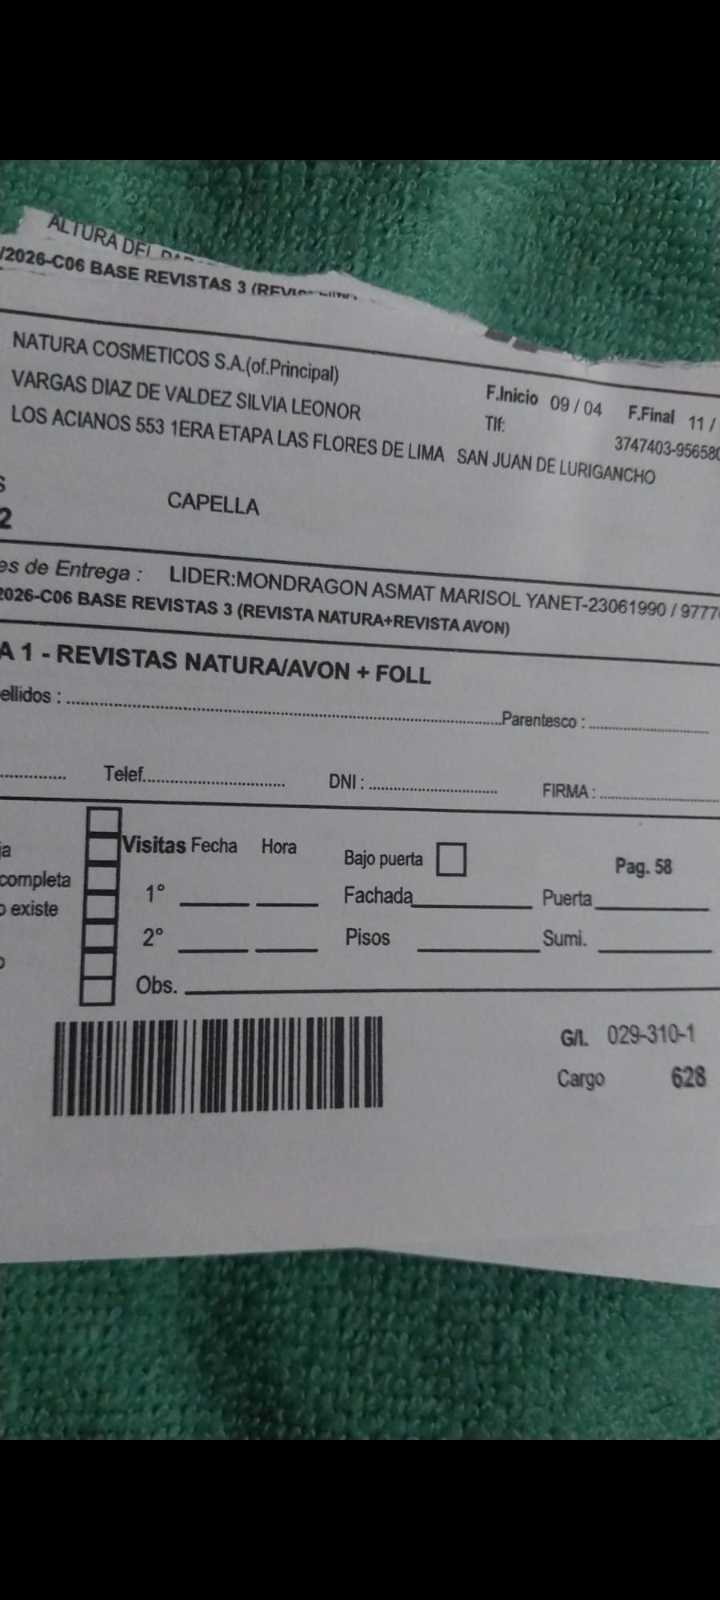 ALTURA DEL
/2026-C06 BASE REVISTAS 3
NATURA COSMETICOS S.A.(of.Principal)
VARGAS DIAZ DE VALDEZ SILVIA LEONOR
F.Inicio 09 / 04 F.Final 11 /
LOS ACIANOS 553 1ERA ETAPA LAS FLORES DE LIMA SAN JUAN DE LURIGANCHO
Tlf: 3747403-956580
S
2
CAPELLA
es de Entrega : LIDER:MONDRAGON ASMAT MARISOL YANET-23061990 / 9777
2026-C06 BASE REVISTAS 3 (REVISTA NATURA+REVISTA AVON)
A 1 - REVISTAS NATURA/AVON + FOLL
ellidos : Parentesco :
Telef. DNI : FIRMA :
ja
completa
o existe
o
Visitas Fecha Hora Bajo puerta Pag. 58
1° Fachada Puerta
2° Pisos Sumi.
Obs.
G/L 029-310-1
Cargo 628